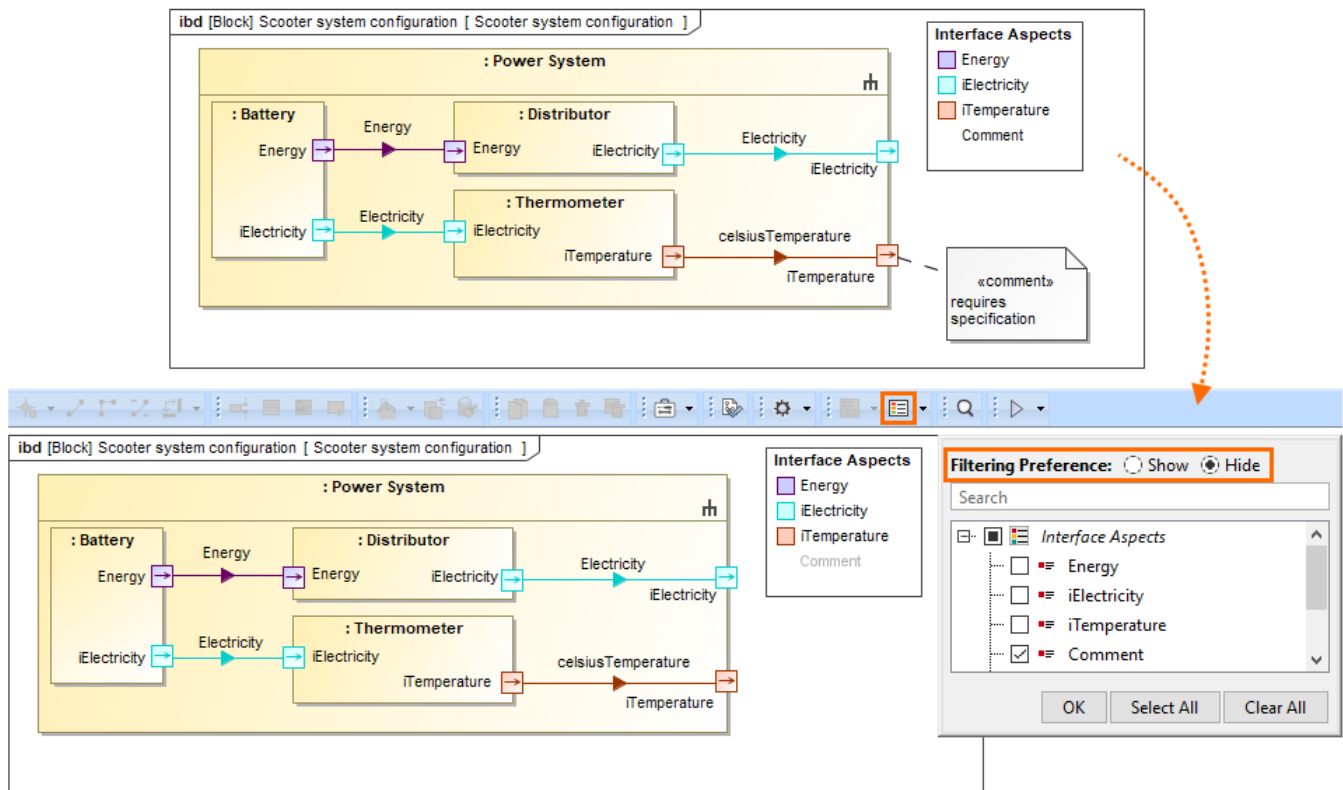 ibd [Block] Scooter system configuration [ Scooter system configuration ]
Interface Aspects
Energy
iElectricity
iTemperature
Comment
: Power System
: Battery
Energy
iElectricity
Energy
Electricity
: Distributor
Energy
iElectricity
Electricity
iElectricity
: Thermometer
iElectricity
iTemperature
celsiusTemperature
iTemperature
«comment»
requires
specification
ibd [Block] Scooter system configuration [ Scooter system configuration ]
Interface Aspects
Energy
iElectricity
iTemperature
Comment
: Power System
: Battery
Energy
iElectricity
Energy
Electricity
: Distributor
Energy
iElectricity
Electricity
iElectricity
: Thermometer
iElectricity
iTemperature
celsiusTemperature
iTemperature
Filtering Preference: Show Hide
Search
Interface Aspects
Energy
iElectricity
iTemperature
Comment
OK Select All Clear All